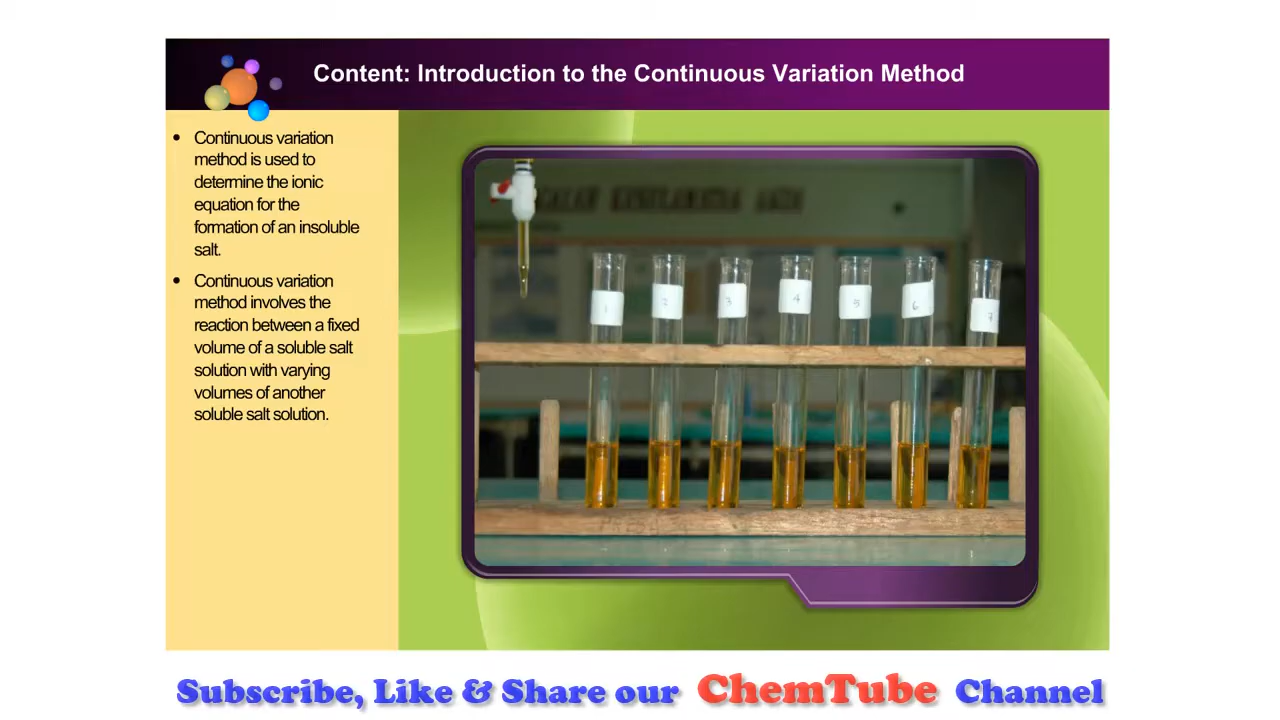 Content: Introduction to the Continuous Variation Method
• Continuous variation
method is used to
determine the ionic
equation for the
formation of an insoluble
salt.
• Continuous variation
method involves the
reaction between a fixed
volume of a soluble salt
solution with varying
volumes of another
soluble salt solution.
1 2 3 4 5 6 7
Subscribe, Like & Share our ChemTube Channel